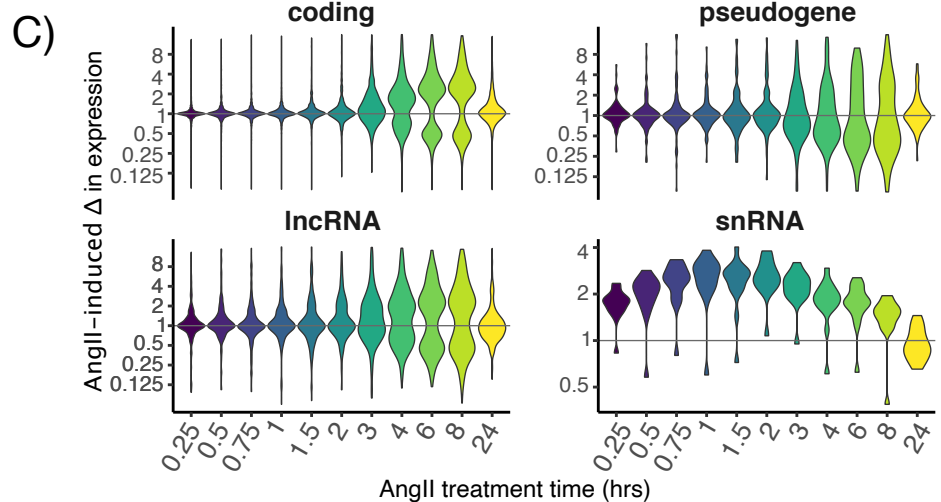 C)
coding
pseudogene
AngII−induced Δ in expression
8
4
2
1
0.5
0.25
0.125
8
4
2
1
0.5
0.25
0.125
lncRNA
snRNA
8
4
2
1
0.5
0.25
0.125
4
2
1
0.5
0.25 0.5 0.75 1 1.5 2 3 4 6 8 24
0.25 0.5 0.75 1 1.5 2 3 4 6 8 24
AngII treatment time (hrs)